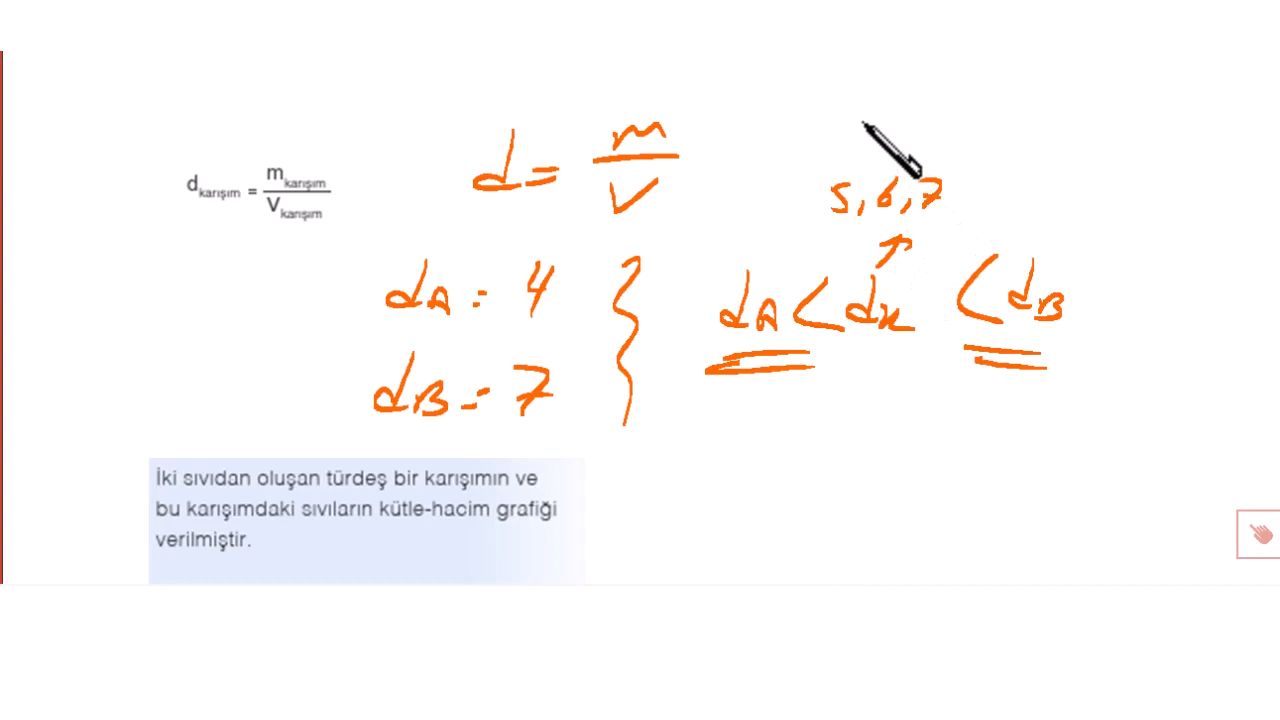 d = m/V
5, 6, 7
dkarışım = mkarışım/Vkarışım
dA = 4
dA < dx < dB
dB = 7
İki sıvıdan oluşan türdeş bir karışımın ve
bu karışımdaki sıvıların kütle-hacim grafiği
verilmiştir.